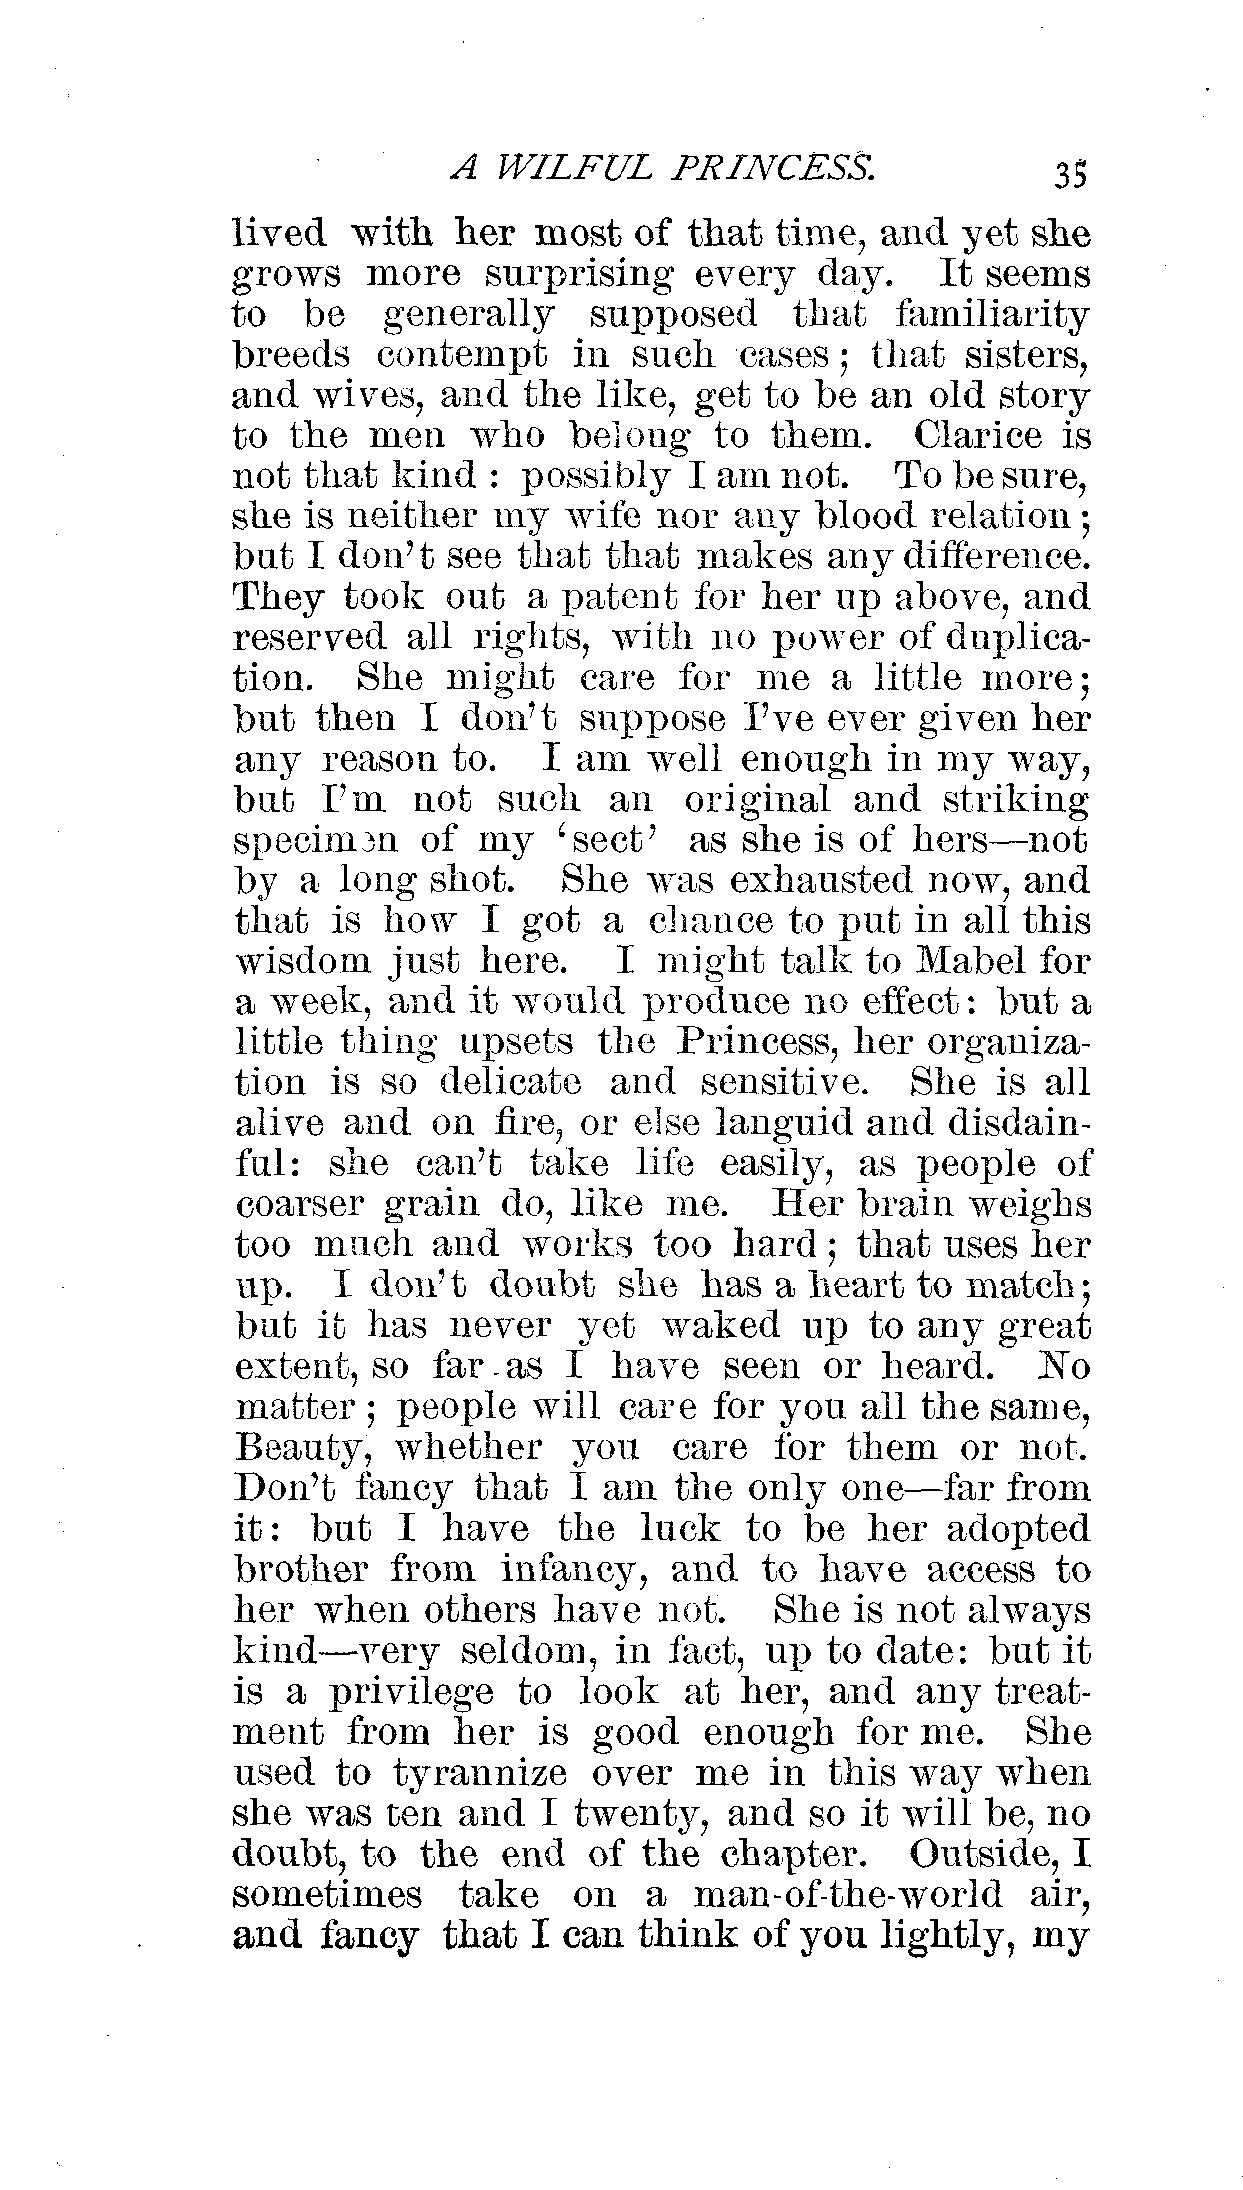 A WILFUL PRINCESS. 35
lived with her most of that time, and yet she
grows more surprising every day. It seems
to be generally supposed that familiarity
breeds contempt in such cases; that sisters,
and wives, and the like, get to be an old story
to the men who belong to them. Clarice is
not that kind: possibly I am not. To be sure,
she is neither my wife nor any blood relation;
but I don't see that that makes any difference.
They took out a patent for her up above, and
reserved all rights, with no power of duplica-
tion. She might care for me a little more;
but then I don't suppose I've ever given her
any reason to. I am well enough in my way,
but I'm not such an original and striking
specimen of my 'sect' as she is of hers—not
by a long shot. She was exhausted now, and
that is how I got a chance to put in all this
wisdom just here. I might talk to Mabel for
a week, and it would produce no effect: but a
little thing upsets the Princess, her organiza-
tion is so delicate and sensitive. She is all
alive and on fire, or else languid and disdain-
ful: she can't take life easily, as people of
coarser grain do, like me. Her brain weighs
too much and works too hard; that uses her
up. I don't doubt she has a heart to match;
but it has never yet waked up to any great
extent, so far as I have seen or heard. No
matter; people will care for you all the same,
Beauty, whether you care for them or not.
Don't fancy that I am the only one—far from
it: but I have the luck to be her adopted
brother from infancy, and to have access to
her when others have not. She is not always
kind—very seldom, in fact, up to date: but it
is a privilege to look at her, and any treat-
ment from her is good enough for me. She
used to tyrannize over me in this way when
she was ten and I twenty, and so it will be, no
doubt, to the end of the chapter. Outside, I
sometimes take on a man-of-the-world air,
and fancy that I can think of you lightly, my